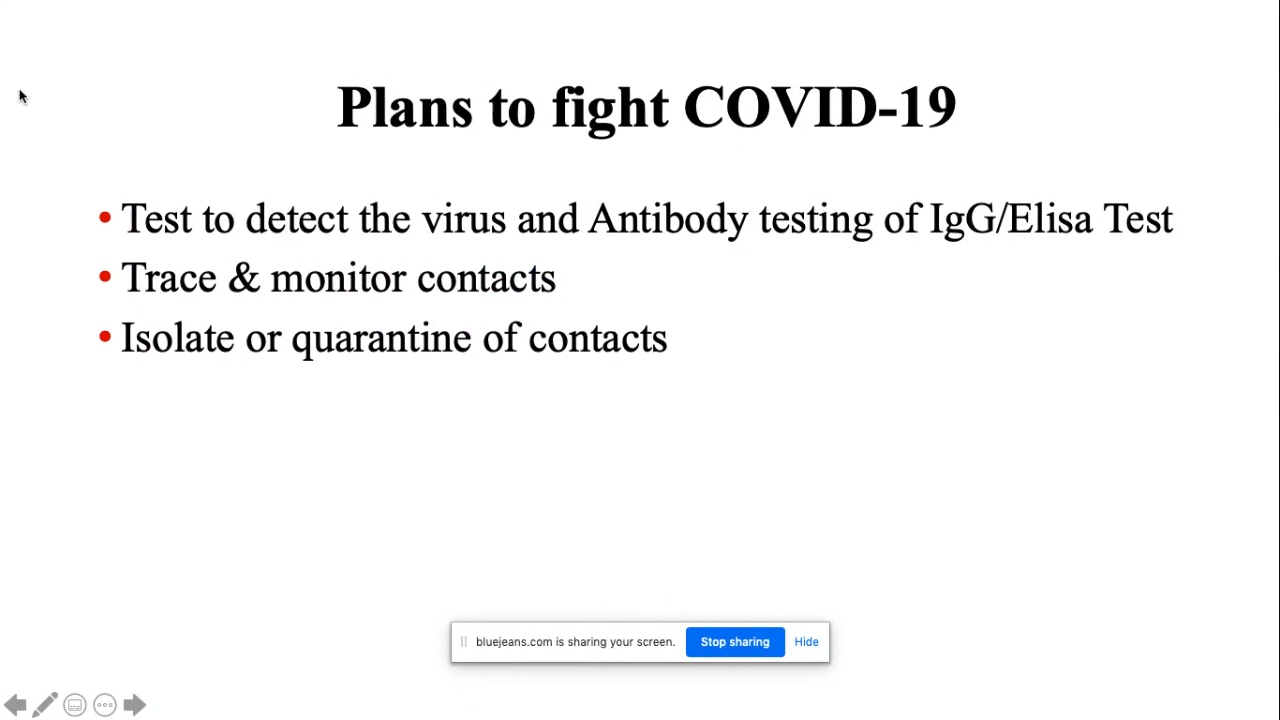 Plans to fight COVID-19
• Test to detect the virus and Antibody testing of IgG/Elisa Test
• Trace & monitor contacts
• Isolate or quarantine of contacts
bluejeans.com is sharing your screen. Stop sharing Hide